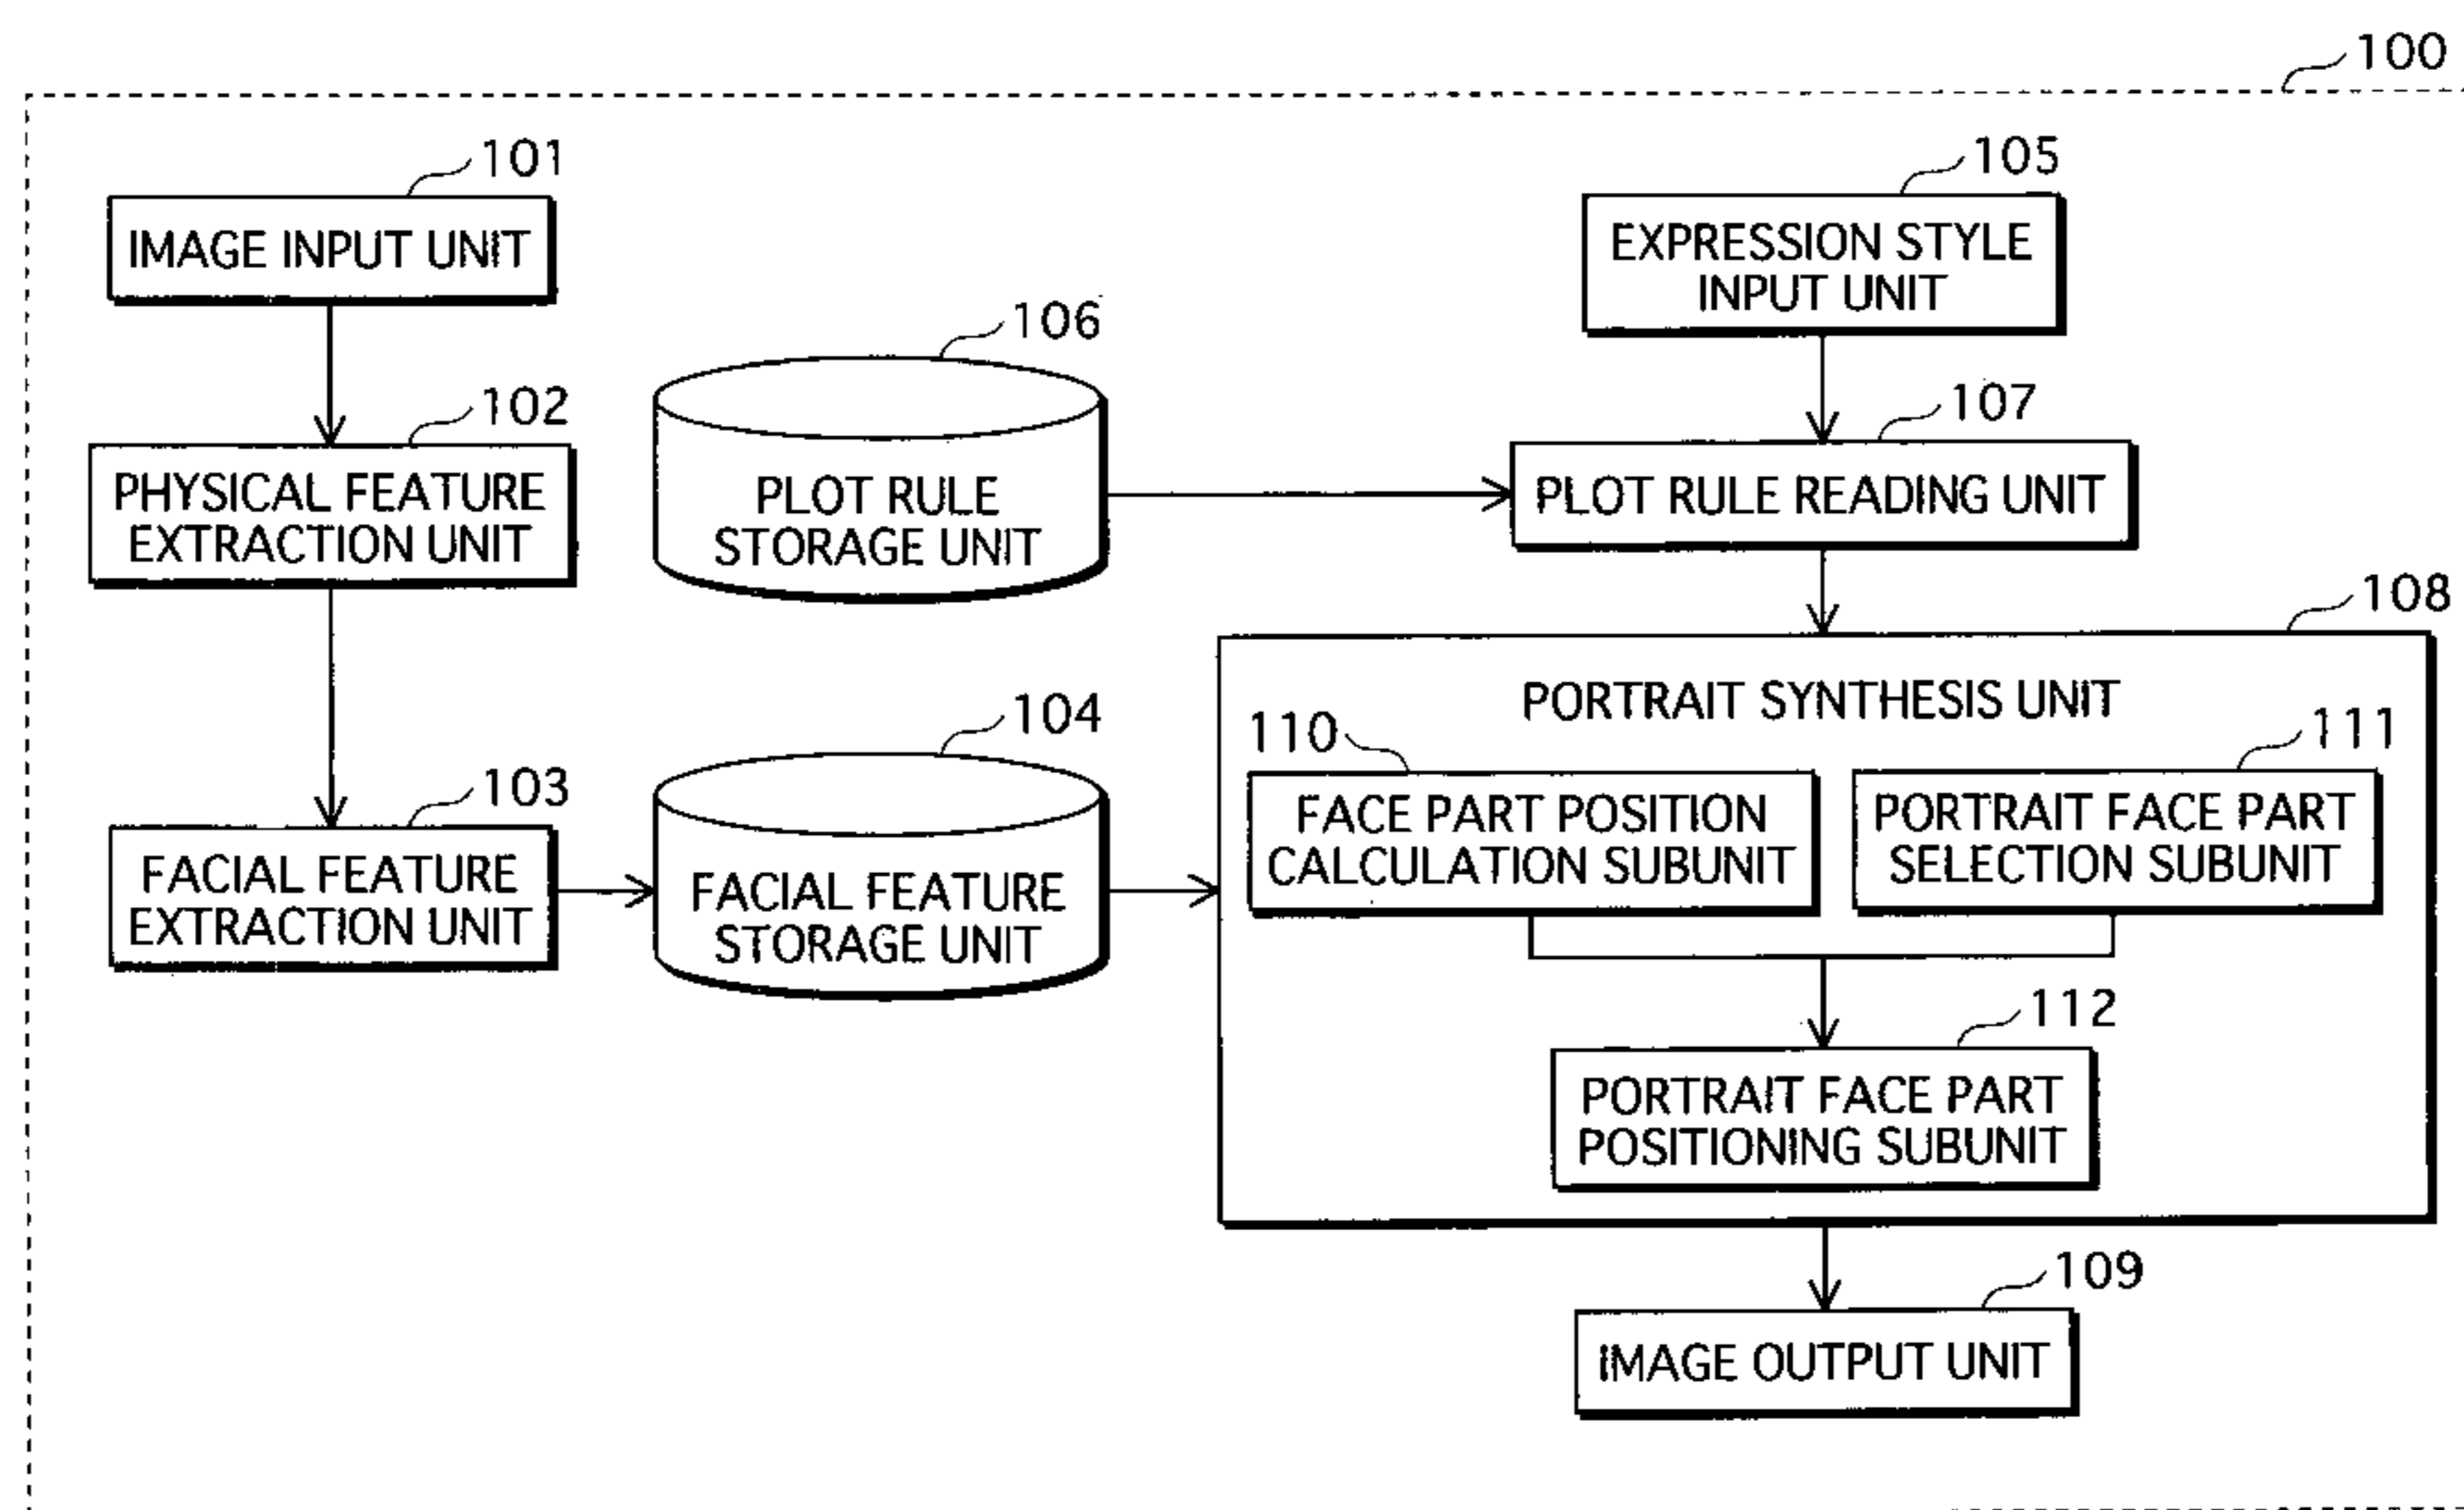 100
101
IMAGE INPUT UNIT
105
EXPRESSION STYLE
INPUT UNIT
106
PLOT RULE
STORAGE UNIT
102
PHYSICAL FEATURE
EXTRACTION UNIT
107
PLOT RULE READING UNIT
108
PORTRAIT SYNTHESIS UNIT
103
FACIAL FEATURE
EXTRACTION UNIT
104
FACIAL FEATURE
STORAGE UNIT
110
FACE PART POSITION
CALCULATION SUBUNIT
111
PORTRAIT FACE PART
SELECTION SUBUNIT
112
PORTRAIT FACE PART
POSITIONING SUBUNIT
109
IMAGE OUTPUT UNIT